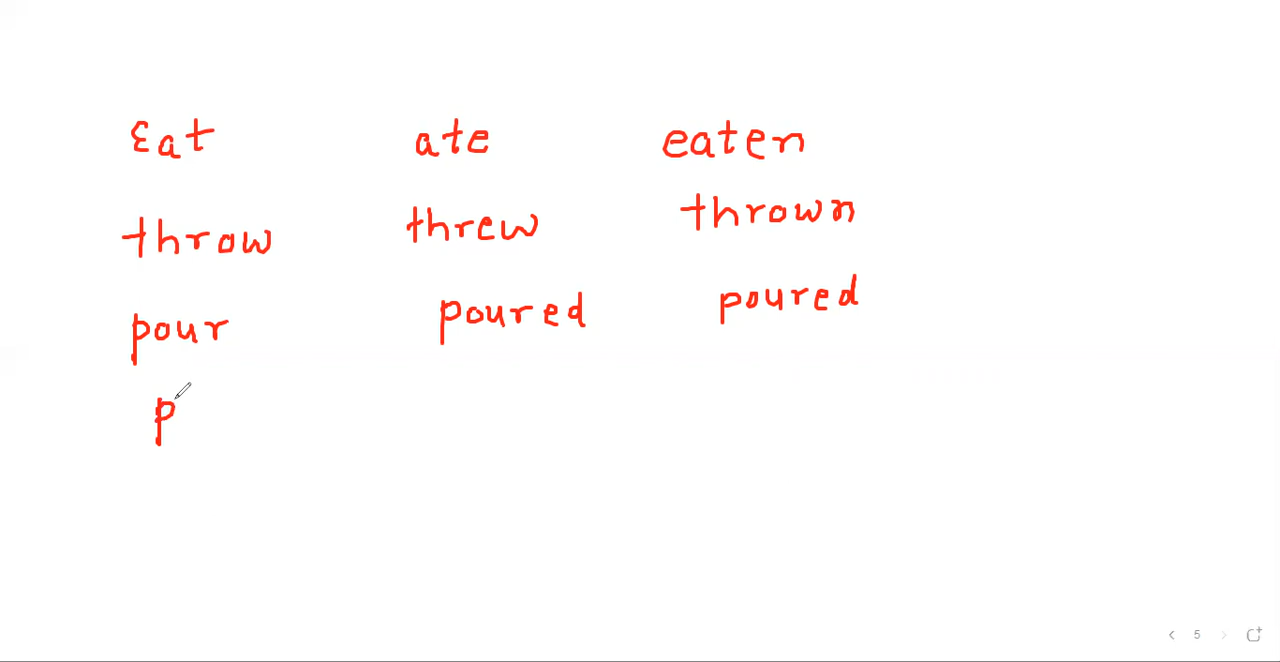 Eat ate eaten
throw threw thrown
pour poured poured
p
5